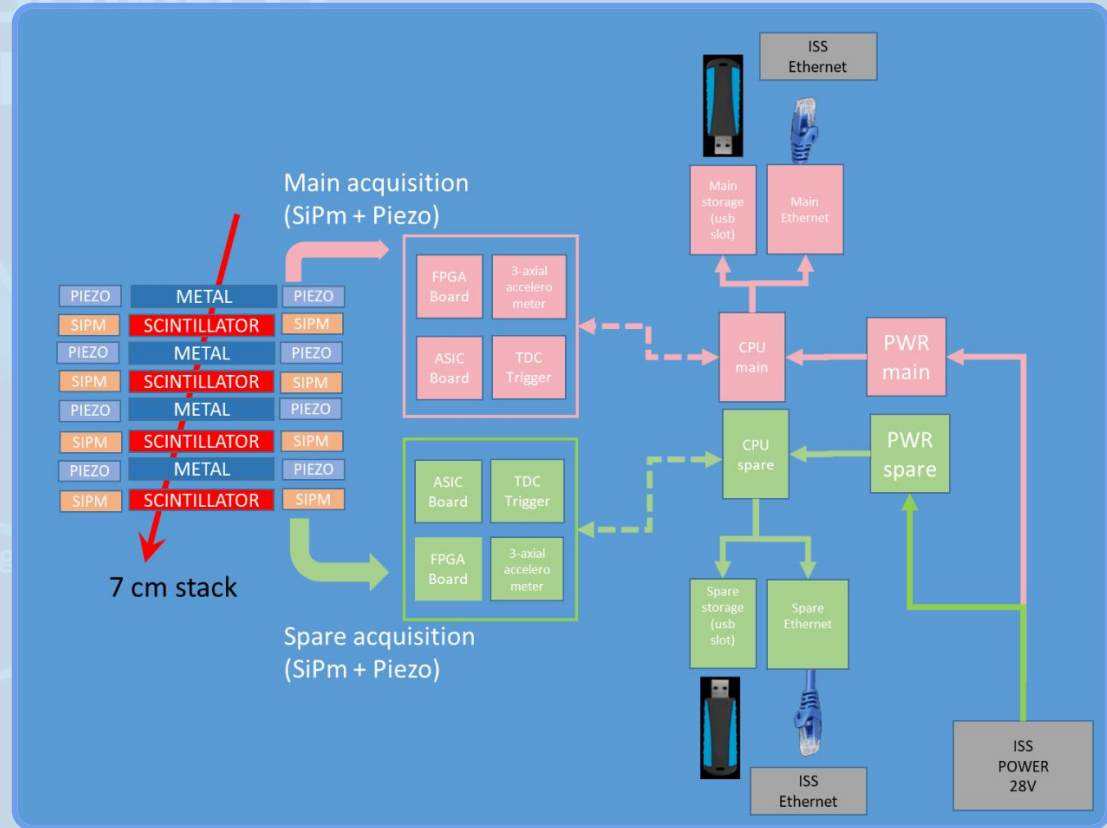 ISS
Ethernet
Main acquisition
(SiPm + Piezo)
Main
storage
(usb
slot)
Main
Ethernet
FPGA
Board
3-axial
accelero
meter
ASIC
Board
TDC
Trigger
CPU
main
PWR
main
PIEZO METAL PIEZO
SIPM SCINTILLATOR SIPM
PIEZO METAL PIEZO
SIPM SCINTILLATOR SIPM
PIEZO METAL PIEZO
SIPM SCINTILLATOR SIPM
PIEZO METAL PIEZO
SIPM SCINTILLATOR SIPM
7 cm stack
CPU
spare
PWR
spare
ASIC
Board
TDC
Trigger
FPGA
Board
3-axial
accelero
meter
Spare acquisition
(SiPm + Piezo)
Spare
storage
(usb
slot)
Spare
Ethernet
ISS
Ethernet
ISS
POWER
28V